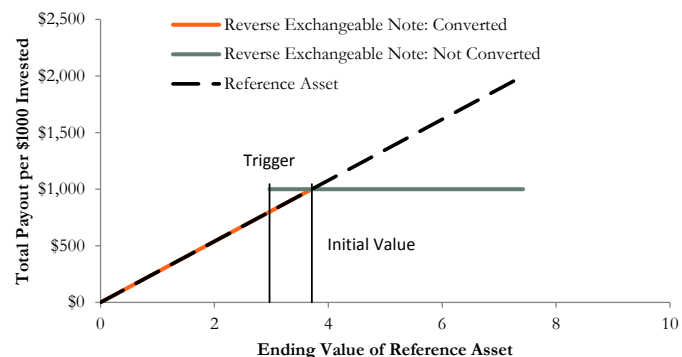 $2,500
$2,000
$1,500
$1,000
$500
$0
Total Payout per $1000 Invested
Reverse Exchangeable Note: Converted
Reverse Exchangeable Note: Not Converted
Reference Asset
Trigger
Initial Value
0 2 4 6 8 10
Ending Value of Reference Asset